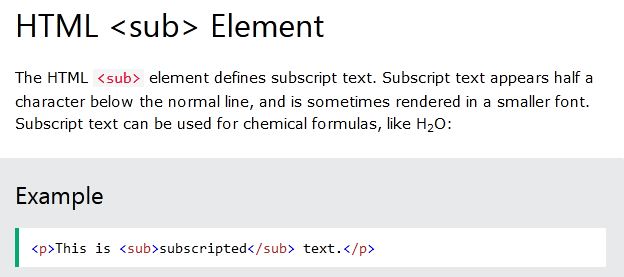 HTML <sub> Element
The HTML <sub> element defines subscript text. Subscript text appears half a
character below the normal line, and is sometimes rendered in a smaller font.
Subscript text can be used for chemical formulas, like H₂O:
Example
<p>This is <sub>subscripted</sub> text.</p>